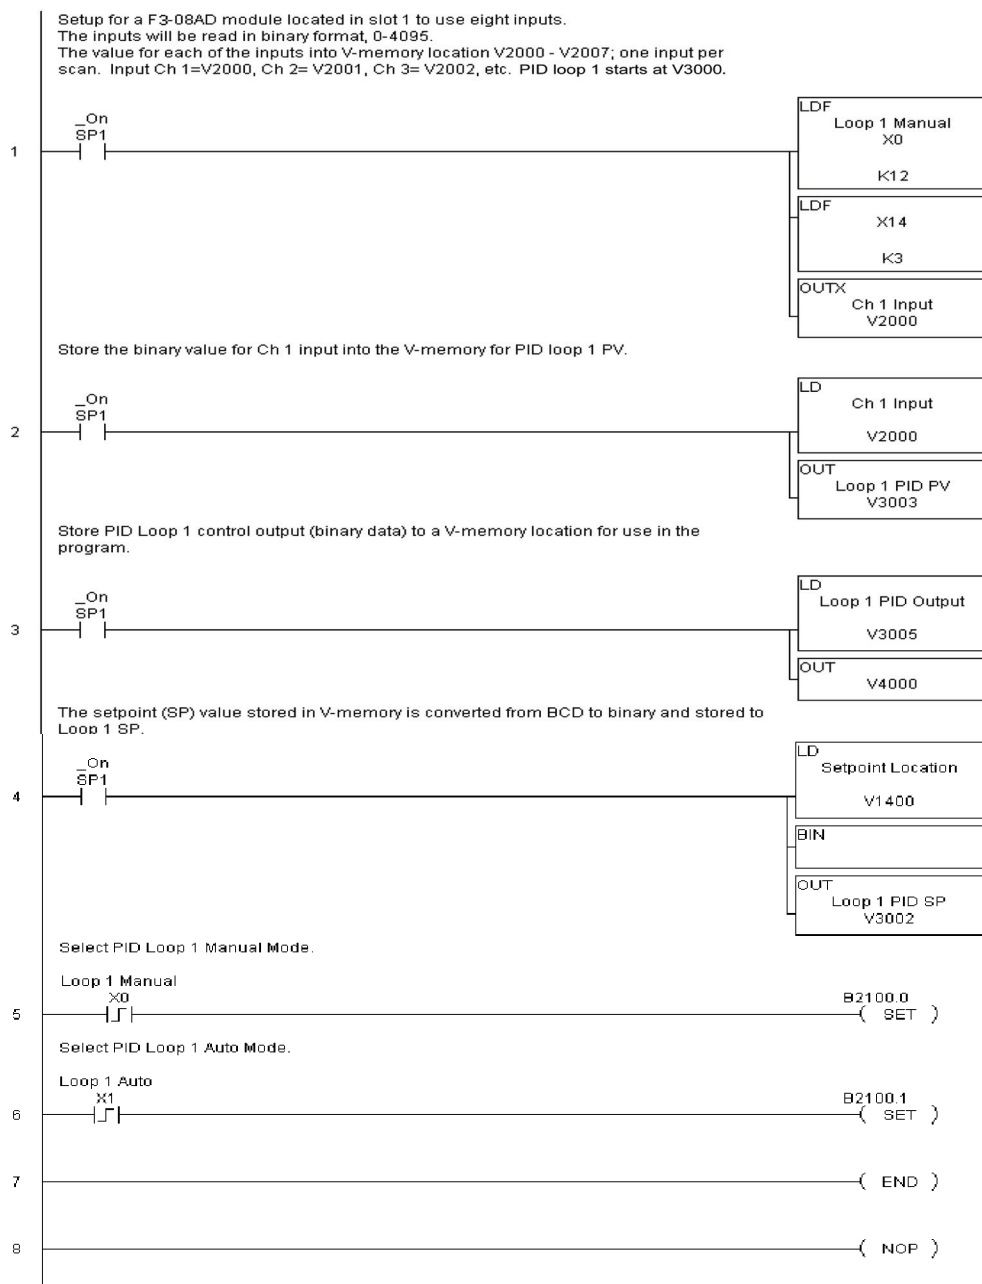 Setup for a F3-08AD module located in slot 1 to use eight inputs.
The inputs will be read in binary format, 0-4095.
The value for each of the inputs into V-memory location V2000 - V2007; one input per
scan. Input Ch 1=V2000, Ch 2= V2001, Ch 3= V2002, etc. PID loop 1 starts at V3000.
_On
SP1
1
LDF
Loop 1 Manual
X0
K12
LDF
X14
K3
OUTX
Ch 1 Input
V2000
Store the binary value for Ch 1 input into the V-memory for PID loop 1 PV.
_On
SP1
2
LD
Ch 1 Input
V2000
OUT
Loop 1 PID PV
V3003
Store PID Loop 1 control output (binary data) to a V-memory location for use in the
program.
_On
SP1
3
LD
Loop 1 PID Output
V3005
OUT
V4000
The setpoint (SP) value stored in V-memory is converted from BCD to binary and stored to
Loop 1 SP.
_On
SP1
4
LD
Setpoint Location
V1400
BIN
OUT
Loop 1 PID SP
V3002
Select PID Loop 1 Manual Mode.
Loop 1 Manual
X0
5
B2100.0
( SET )
Select PID Loop 1 Auto Mode.
Loop 1 Auto
X1
6
B2100.1
( SET )
7
( END )
8
( NOP )